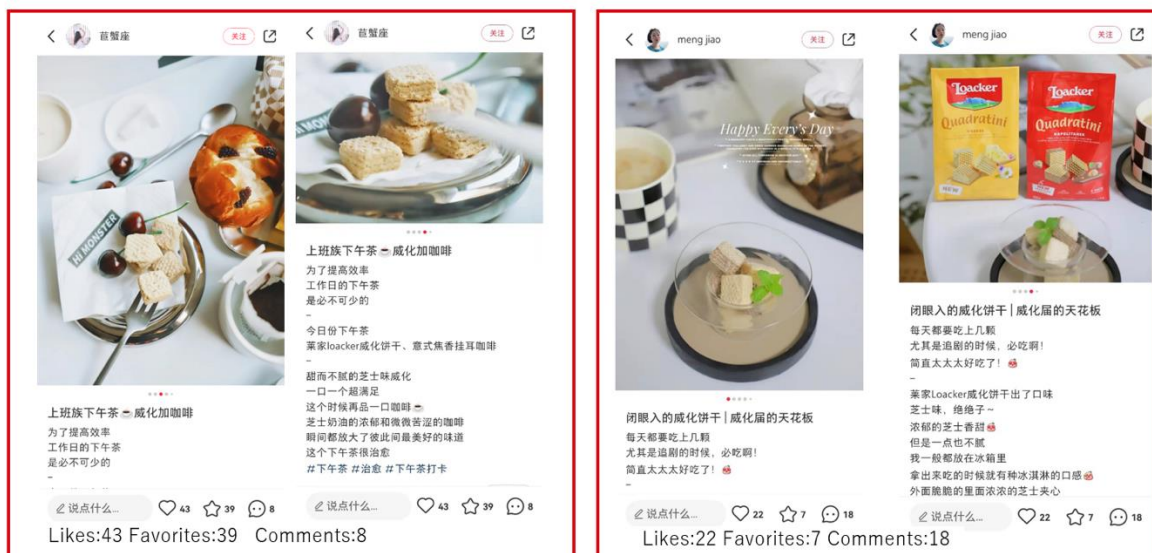 苣蟹座
关注
HI MONSTER
上班族下午茶☕威化加咖啡
为了提高效率
工作日的下午茶
是必不可少的
–
说点什么...
43
39
8
苣蟹座
关注
HI MON
上班族下午茶☕威化加咖啡
为了提高效率
工作日的下午茶
是必不可少的
–
今日份下午茶
莱家loacker威化饼干、意式焦香挂耳咖啡
–
甜而不腻的芝士味威化
一口一个超满足
这个时候再品一口咖啡☕
芝士奶油的浓郁和微微苦涩的咖啡
瞬间都放大了彼此间最美好的味道
这个下午茶很治愈
#下午茶 #治愈 #下午茶打卡
说点什么...
43
39
8
Likes:43 Favorites:39 Comments:8
meng jiao
关注
Happy Every's Day
闭眼入的威化饼干|威化届的天花板
每天都要吃上几颗
尤其是追剧的时候,必吃啊!
简直太太太好吃了!
–
说点什么...
22
7
18
meng jiao
关注
Loacker
Quadratini
Loacker
Quadratini
NAPOLITANER
闭眼入的威化饼干|威化届的天花板
每天都要吃上几颗
尤其是追剧的时候,必吃啊!
简直太太太好吃了!
–
莱家Loacker威化饼干出了口味
芝士味,绝绝子~
浓郁的芝士香甜
但是一点也不腻
我一般都放在冰箱里
拿出来吃的时候就有种冰淇淋的口感
外面脆脆的里面浓浓的芝士夹心
说点什么...
22
7
18
Likes:22 Favorites:7 Comments:18